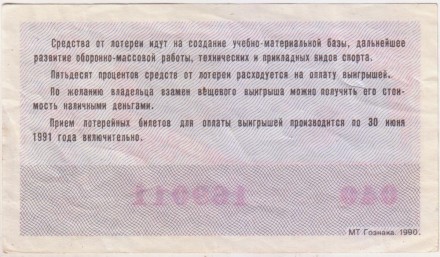 Средства от лотереи идут на создание учебно-материальной базы, дальнейшее
развитие оборонно-массовой работы, технических и прикладных видов спорта.
Пятьдесят процентов средств от лотереи расходуется на оплату выигрышей.
По желанию владельца взамен вещевого выигрыша можно получить его стои-
мость наличными деньгами.
Прием лотерейных билетов для оплаты выигрышей производится по 30 июня
1991 года включительно.
040 169011
МТ Гознака. 1990.